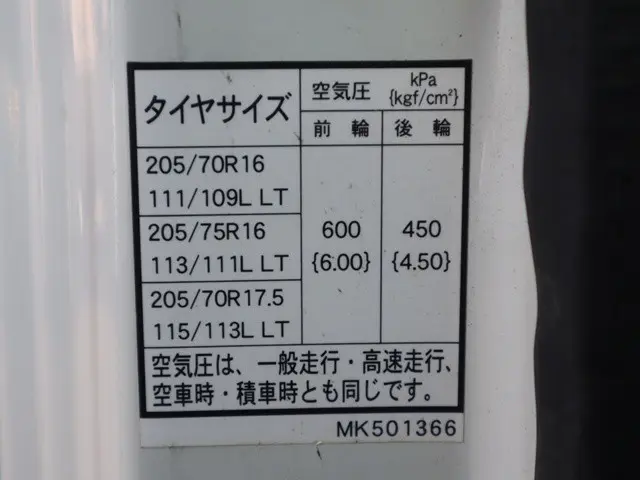 タイヤサイズ 空気圧 kPa {kgf/cm²}
前輪 後輪
205/70R16
111/109L LT
205/75R16 600 450
113/111L LT {6.00} {4.50}
205/70R17.5
115/113L LT
空気圧は、一般走行・高速走行、
空車時・積車時とも同じです。
MK501366